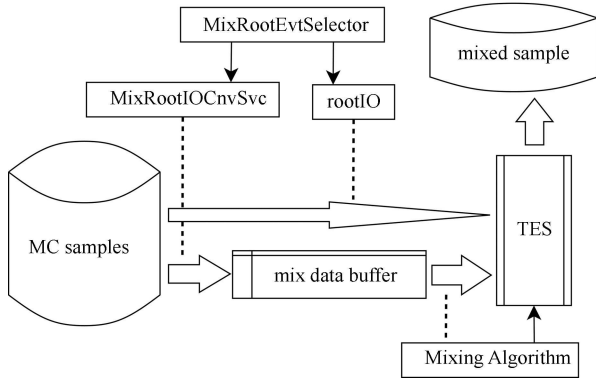 MixRootEvtSelector
mixed sample
MixRootIOCnvSvc
rootIO
MC samples
TES
mix data buffer
Mixing Algorithm